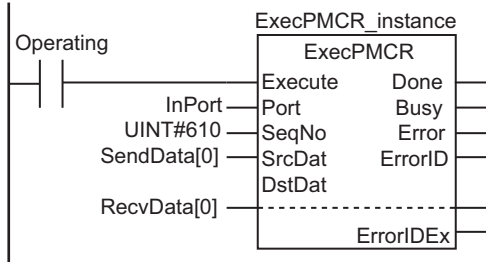 ExecPMCR_instance
Operating
ExecPMCR
Execute Done
InPort Port Busy
UINT#610 SeqNo Error
SendData[0] SrcDat ErrorID
DstDat
RecvData[0]
ErrorIDEx